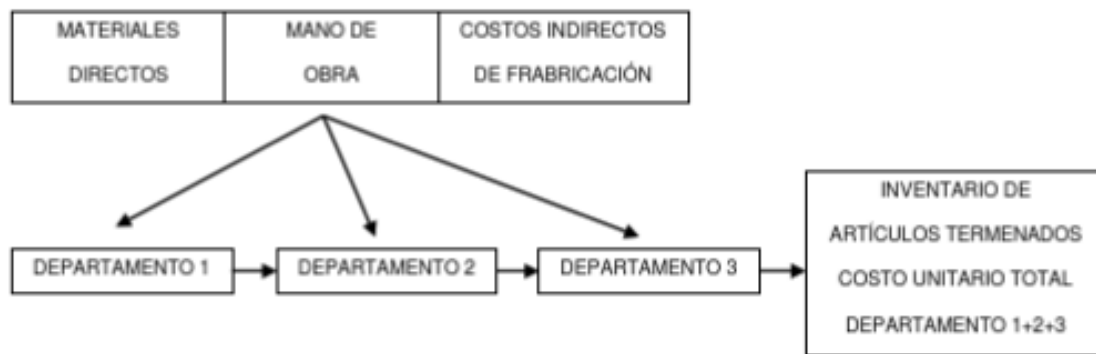 MATERIALES
DIRECTOS
MANO DE
OBRA
COSTOS INDIRECTOS
DE FRABRICACIÓN
DEPARTAMENTO 1
DEPARTAMENTO 2
DEPARTAMENTO 3
INVENTARIO DE
ARTÍCULOS TERMENADOS
COSTO UNITARIO TOTAL
DEPARTAMENTO 1+2+3